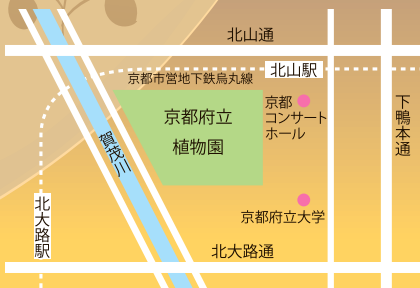 北山通
北山駅
京都市営地下鉄烏丸線
京都
コンサート
ホール
下鴨本通
京都府立
植物園
賀茂川
北大路駅
京都府立大学
北大路通